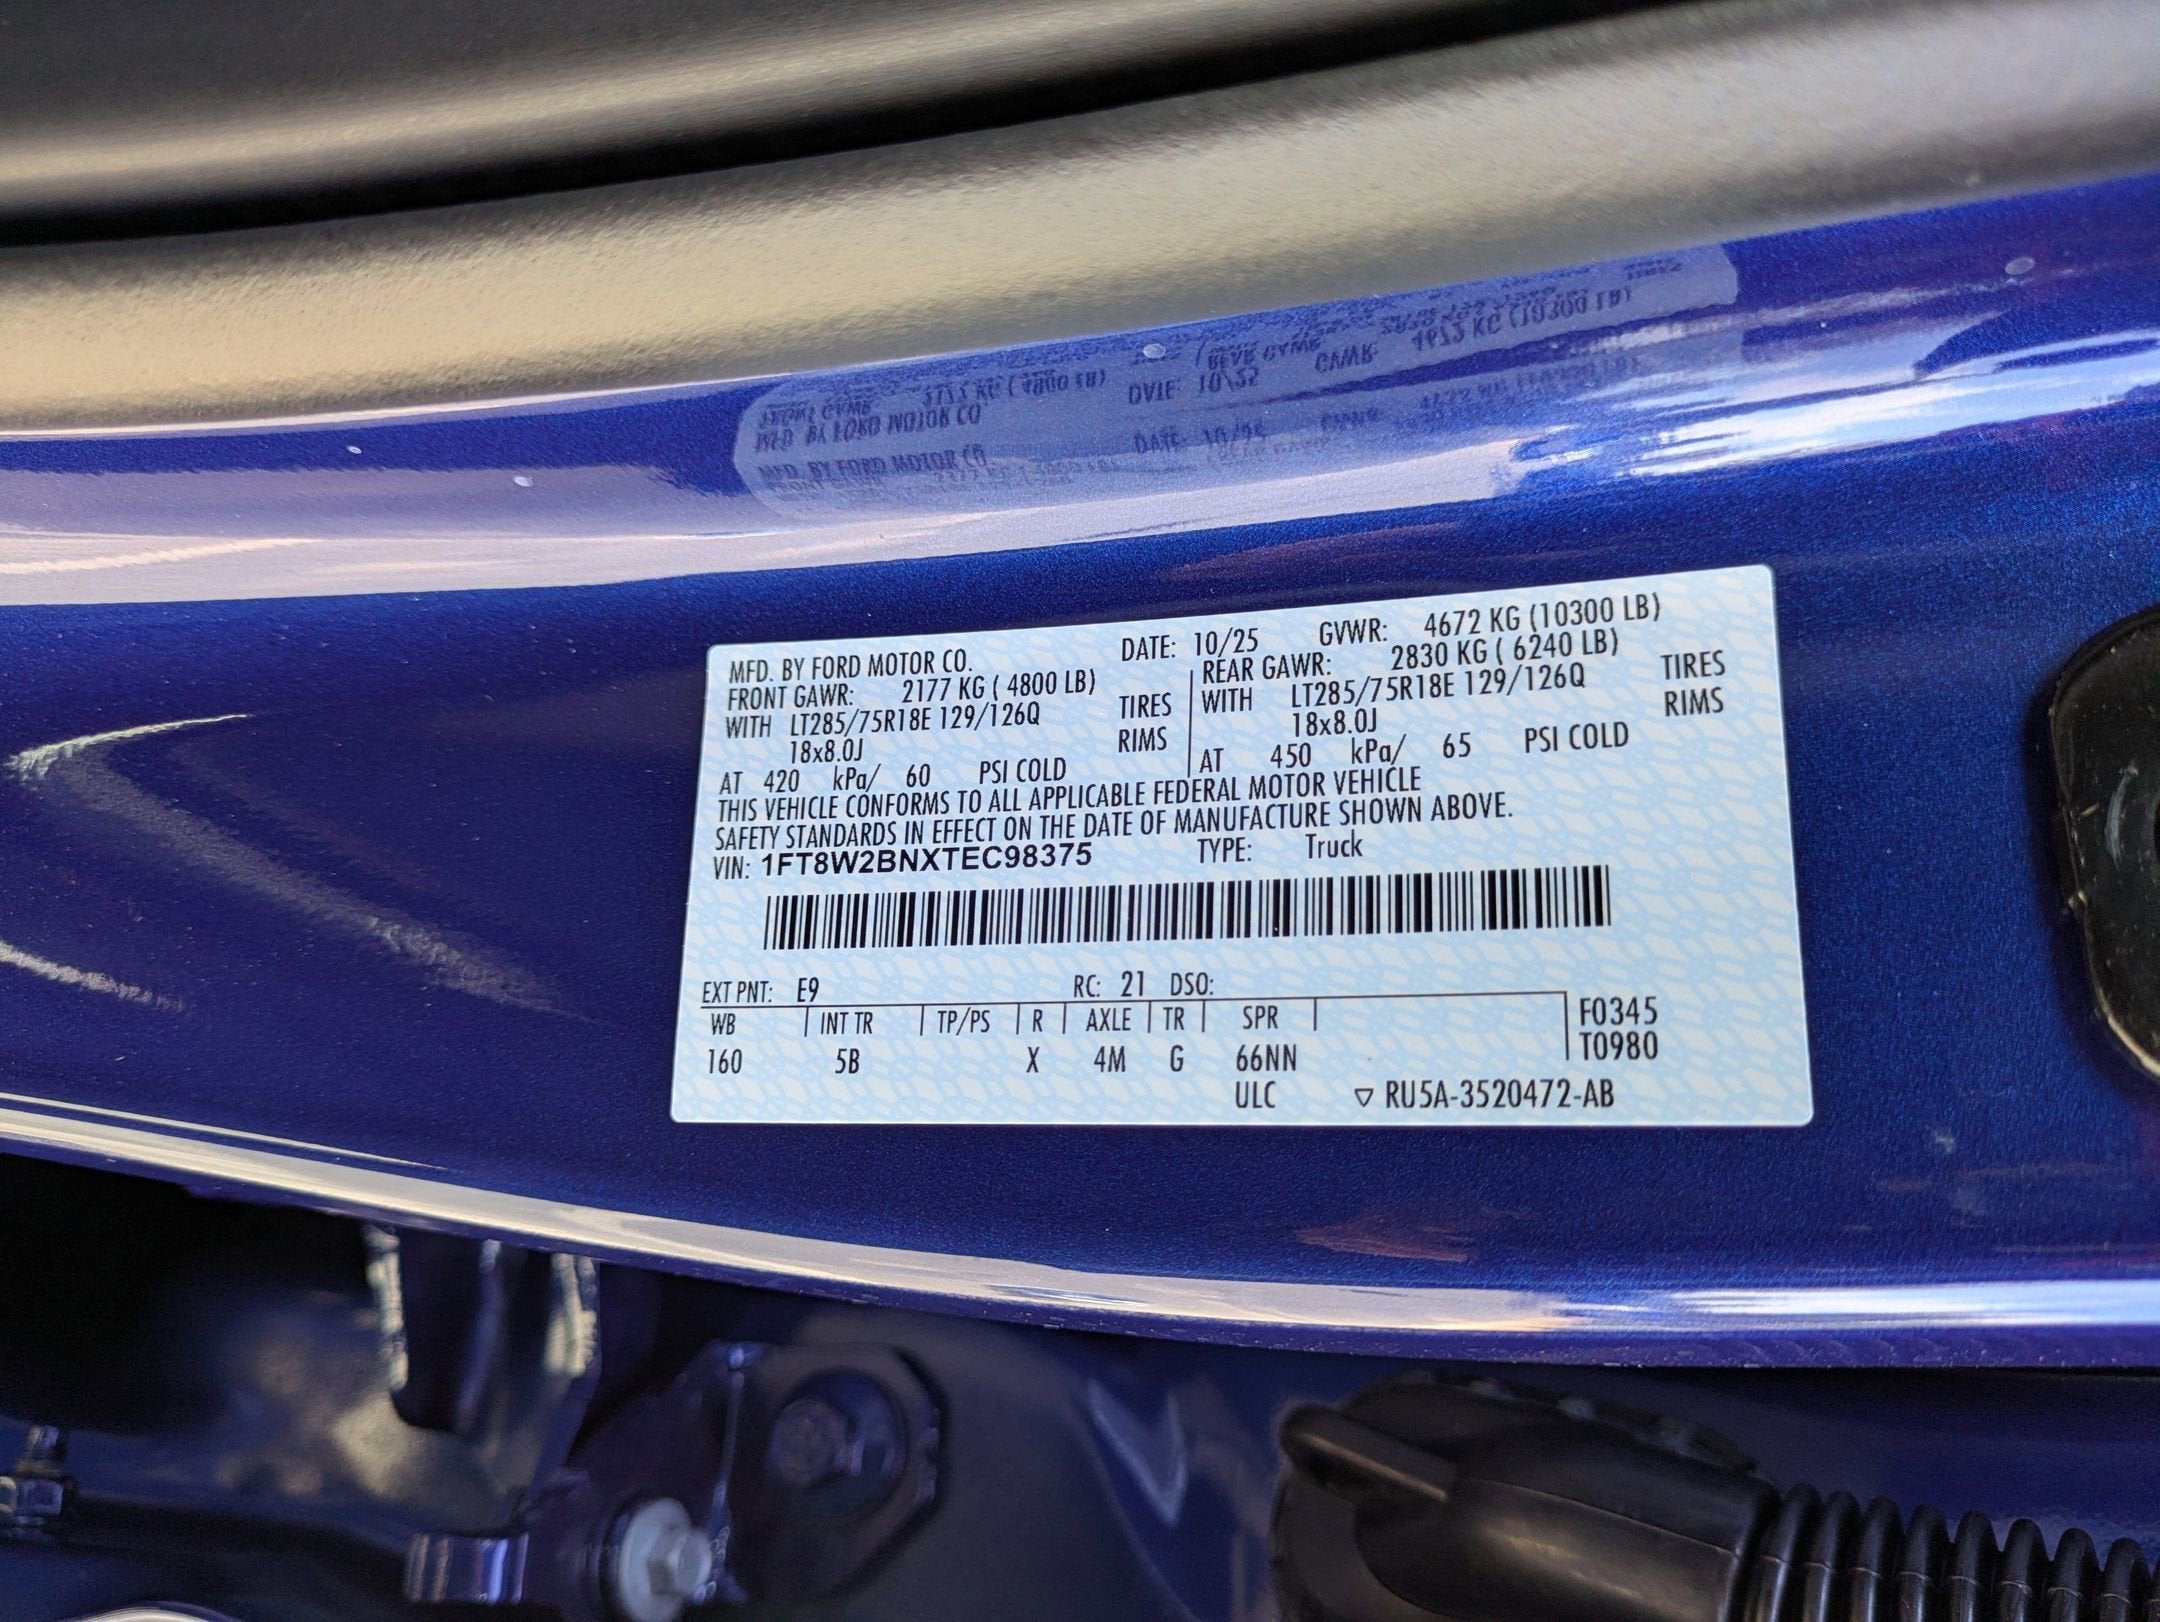 MFD. BY FORD MOTOR CO. DATE: 10/25 GVWR: 4672 KG (10300 LB)
FRONT GAWR: 2177 KG ( 4800 LB) REAR GAWR: 2830 KG ( 6240 LB)
WITH LT285/75R18E 129/126Q TIRES WITH LT285/75R18E 129/126Q TIRES
18x8.0J RIMS 18x8.0J RIMS
AT 420 kPa/ 60 PSI COLD AT 450 kPa/ 65 PSI COLD
THIS VEHICLE CONFORMS TO ALL APPLICABLE FEDERAL MOTOR VEHICLE
SAFETY STANDARDS IN EFFECT ON THE DATE OF MANUFACTURE SHOWN ABOVE.
VIN: 1FT8W2BNXTEC98375 TYPE: Truck
EXT PNT: E9 RC: 21 DSO:
WB INT TR TP/PS R AXLE TR SPR F0345
160 5B X 4M G 66NN T0980
ULC ▽ RU5A-3520472-AB